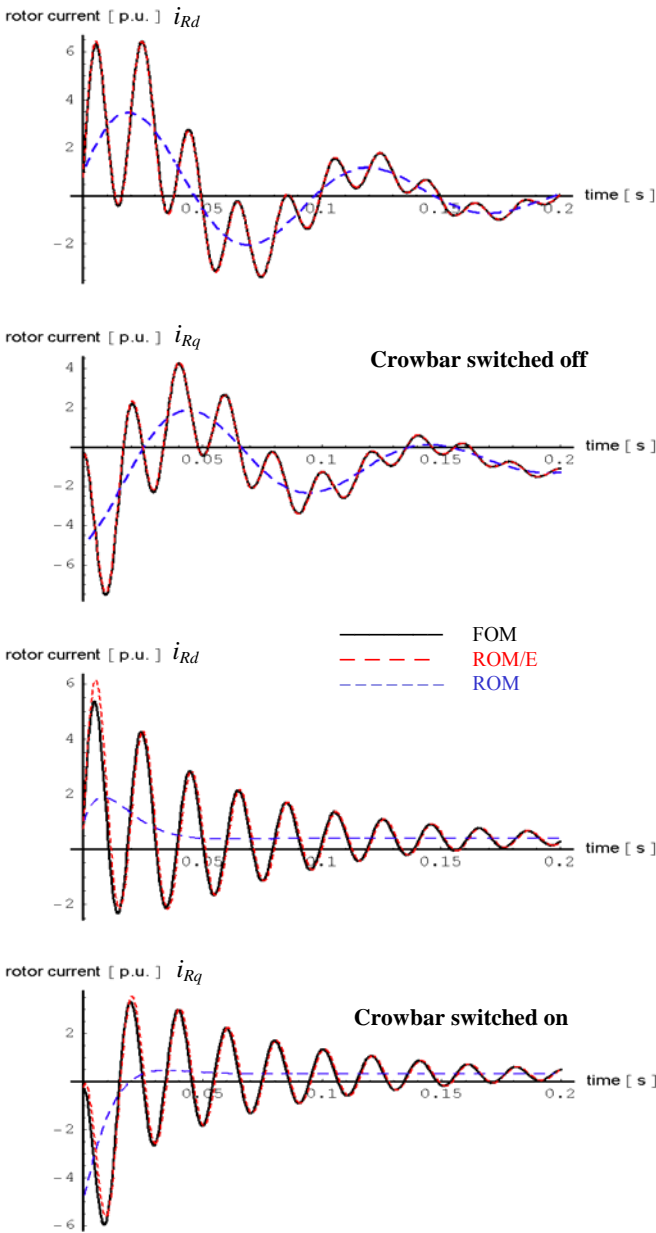 rotor current [ p.u. ] iRd
6
4
2
-2
0.05 0.1 0.15 0.2
time [ s ]
rotor current [ p.u. ] iRq
Crowbar switched off
4
2
-2
-4
-6
0.05 0.1 0.15 0.2
time [ s ]
FOM
ROM/E
ROM
rotor current [ p.u. ] iRd
6
4
2
-2
0.05 0.1 0.15 0.2
time [ s ]
rotor current [ p.u. ] iRq
Crowbar switched on
2
-2
-4
-6
0.05 0.1 0.15 0.2
time [ s ]